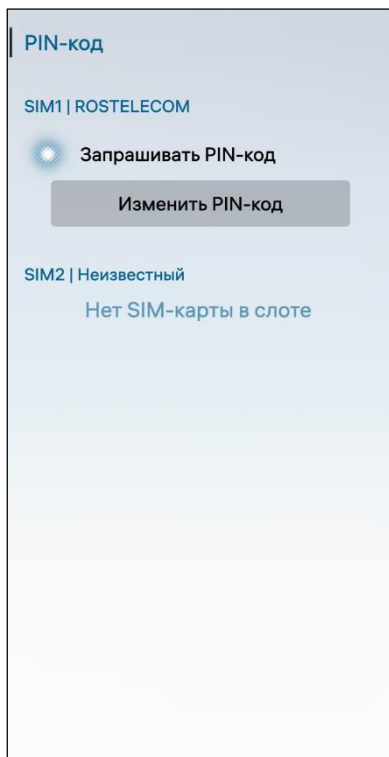 PIN-код
SIM1 | ROSTELECOM
Запрашивать PIN-код
Изменить PIN-код
SIM2 | Неизвестный
Нет SIM-карты в слоте